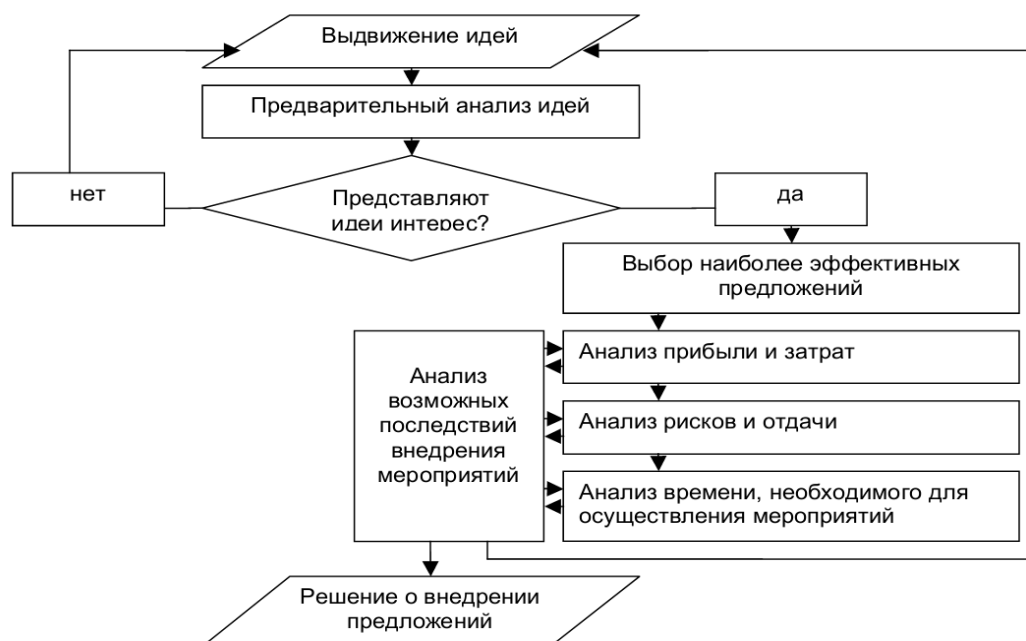 Выдвижение идей
Предварительный анализ идей
нет
Представляют
идеи интерес?
да
Выбор наиболее эффективных
предложений
Анализ
возможных
последствий
внедрения
мероприятий
Анализ прибыли и затрат
Анализ рисков и отдачи
Анализ времени, необходимого для
осуществления мероприятий
Решение о внедрении
предложений